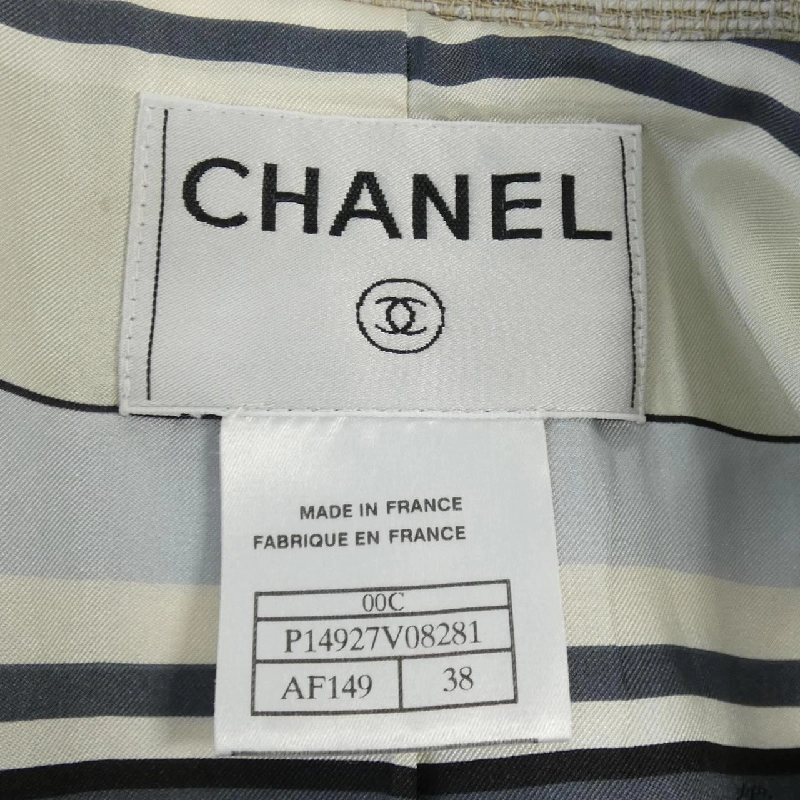 CHANEL
MADE IN FRANCE
FABRIQUE EN FRANCE
00C
P14927V08281
AF149 38